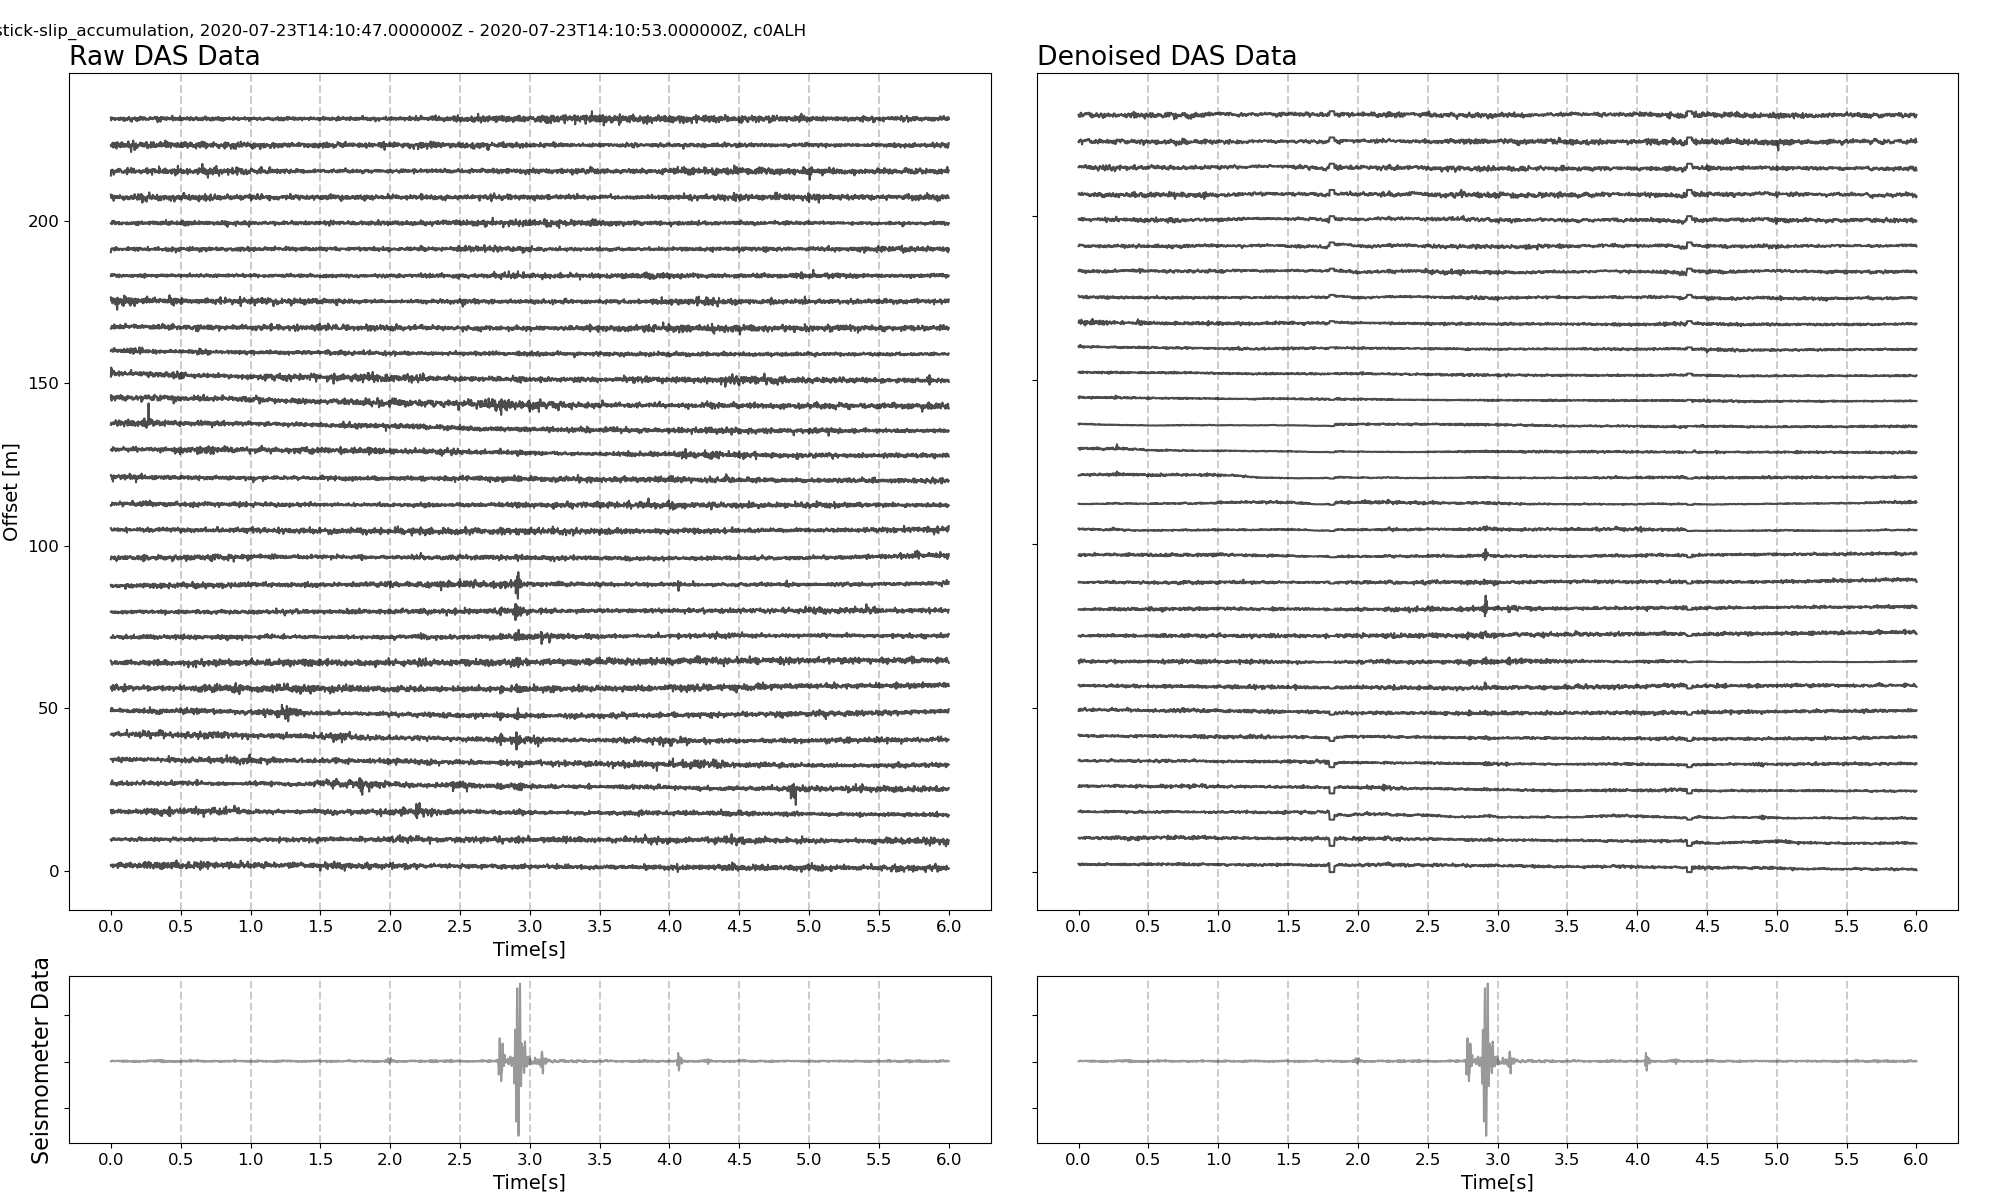 stick-slip_accumulation, 2020-07-23T14:10:47.000000Z - 2020-07-23T14:10:53.000000Z, c0ALH
Raw DAS Data
Denoised DAS Data
Offset [m]
200
150
100
50
0
0.0 0.5 1.0 1.5 2.0 2.5 3.0 3.5 4.0 4.5 5.0 5.5 6.0
Time[s]
0.0 0.5 1.0 1.5 2.0 2.5 3.0 3.5 4.0 4.5 5.0 5.5 6.0
Seismometer Data
0.0 0.5 1.0 1.5 2.0 2.5 3.0 3.5 4.0 4.5 5.0 5.5 6.0
Time[s]
0.0 0.5 1.0 1.5 2.0 2.5 3.0 3.5 4.0 4.5 5.0 5.5 6.0
Time[s]